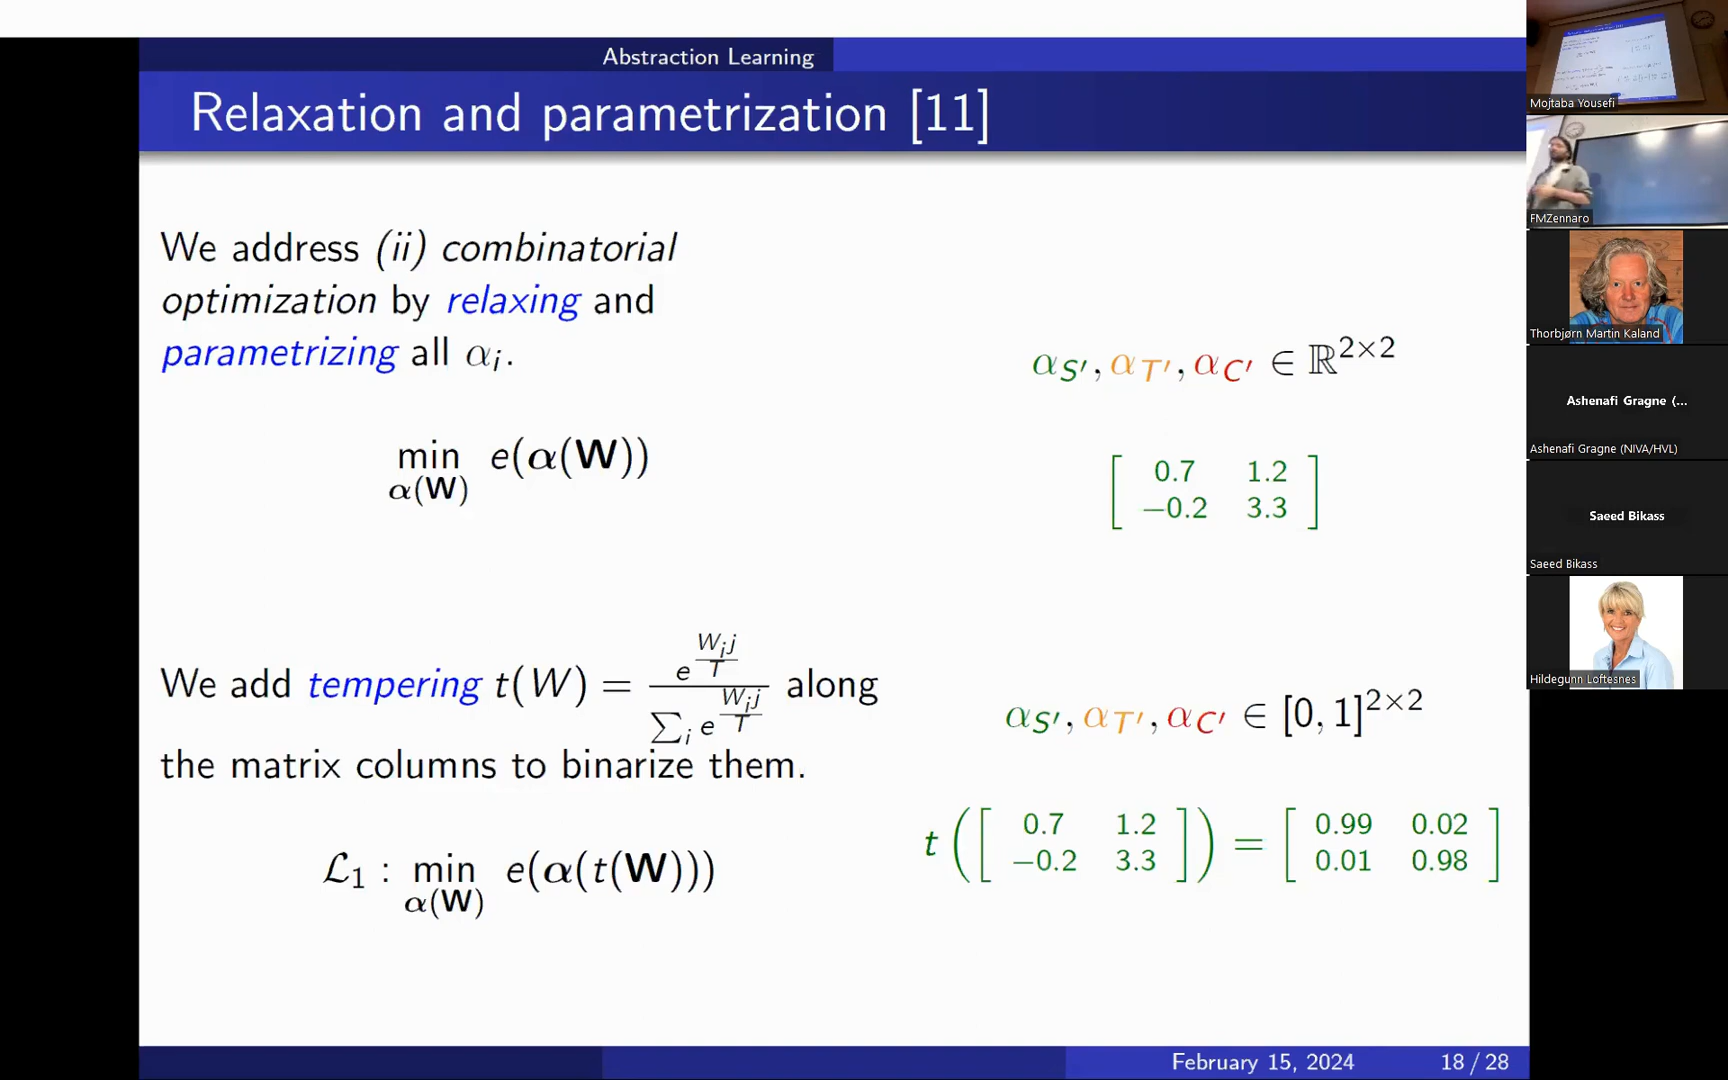 Abstraction Learning
Relaxation and parametrization [11]
We address (ii) combinatorial
optimization by relaxing and
parametrizing all αᵢ.
min e(α(W))
α(W)
We add tempering t(W) = e^(W_i j / T) / ∑_i e^(W_i j / T) along
the matrix columns to binarize them.
ℒ₁ : min e(α(t(W)))
α(W)
α_S′, α_T′, α_C′ ∈ ℝ^2×2
[ 0.7 1.2
−0.2 3.3 ]
α_S′, α_T′, α_C′ ∈ [0, 1]^2×2
t ( [ 0.7 1.2 ] ) = [ 0.99 0.02 ]
[ −0.2 3.3 ] [ 0.01 0.98 ]
February 15, 2024 18 / 28
Mojtaba Yousefi
FMZennaro
Thorbjørn Martin Kaland
Ashenafi Gragne (...
Ashenafi Gragne (NIVA/HVL)
Saeed Bikass
Saeed Bikass
Hildegunn Loftesnes